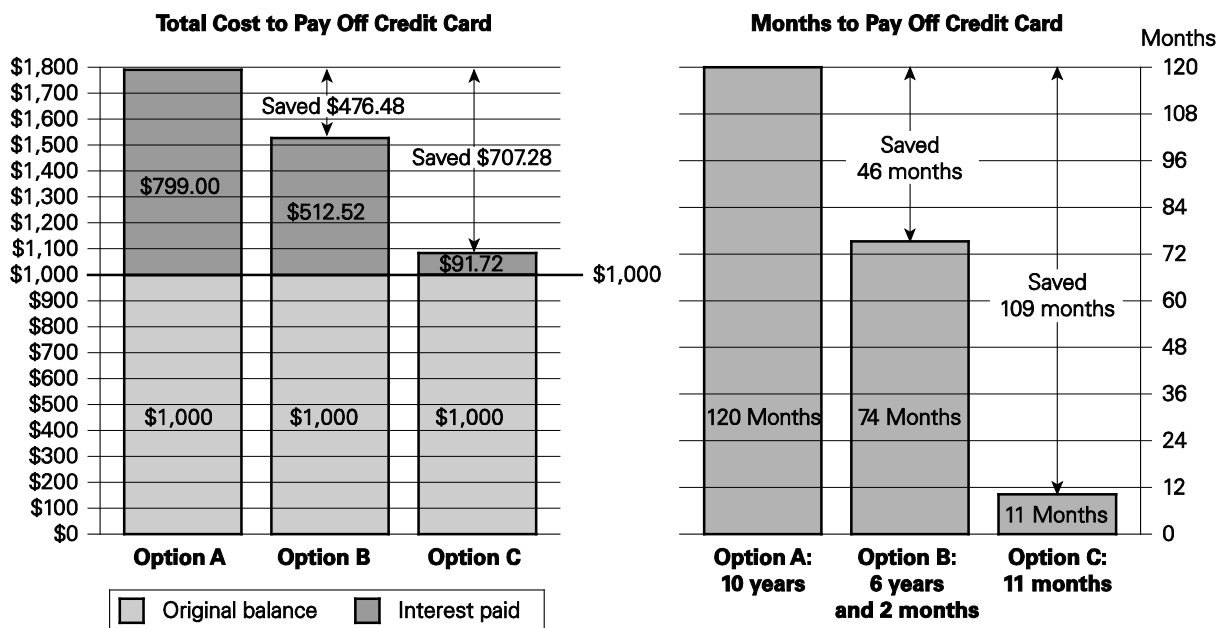 Total Cost to Pay Off Credit Card
$1,800
$1,700
$1,600
$1,500
$1,400
$1,300
$1,200
$1,100
$1,000
$900
$800
$700
$600
$500
$400
$300
$200
$100
$0
Saved $476.48
Saved $707.28
$799.00
$512.52
$91.72
$1,000
$1,000
$1,000
$1,000
Option A
Option B
Option C
Original balance
Interest paid
Months to Pay Off Credit Card
Months
120
108
96
84
72
60
48
36
24
12
0
Saved
46 months
Saved
109 months
120 Months
74 Months
11 Months
Option A:
10 years
Option B:
6 years
and 2 months
Option C:
11 months